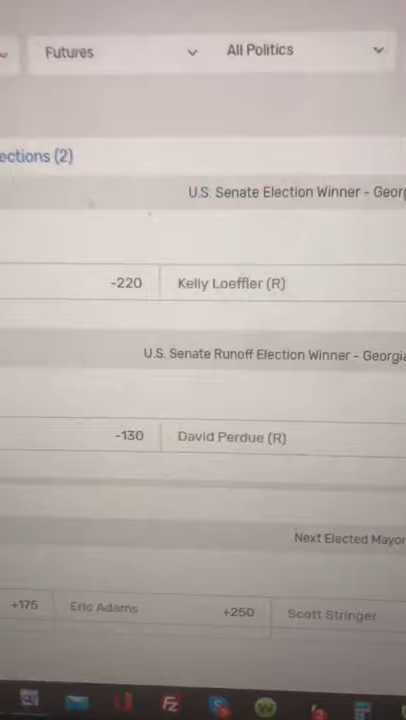 Futures All Politics
ections (2)
U.S. Senate Election Winner - Georg
-220 Kelly Loeffler (R)
U.S. Senate Runoff Election Winner - Georgia
-130 David Perdue (R)
Next Elected Mayor
+175 Eric Adams +250 Scott Stringer